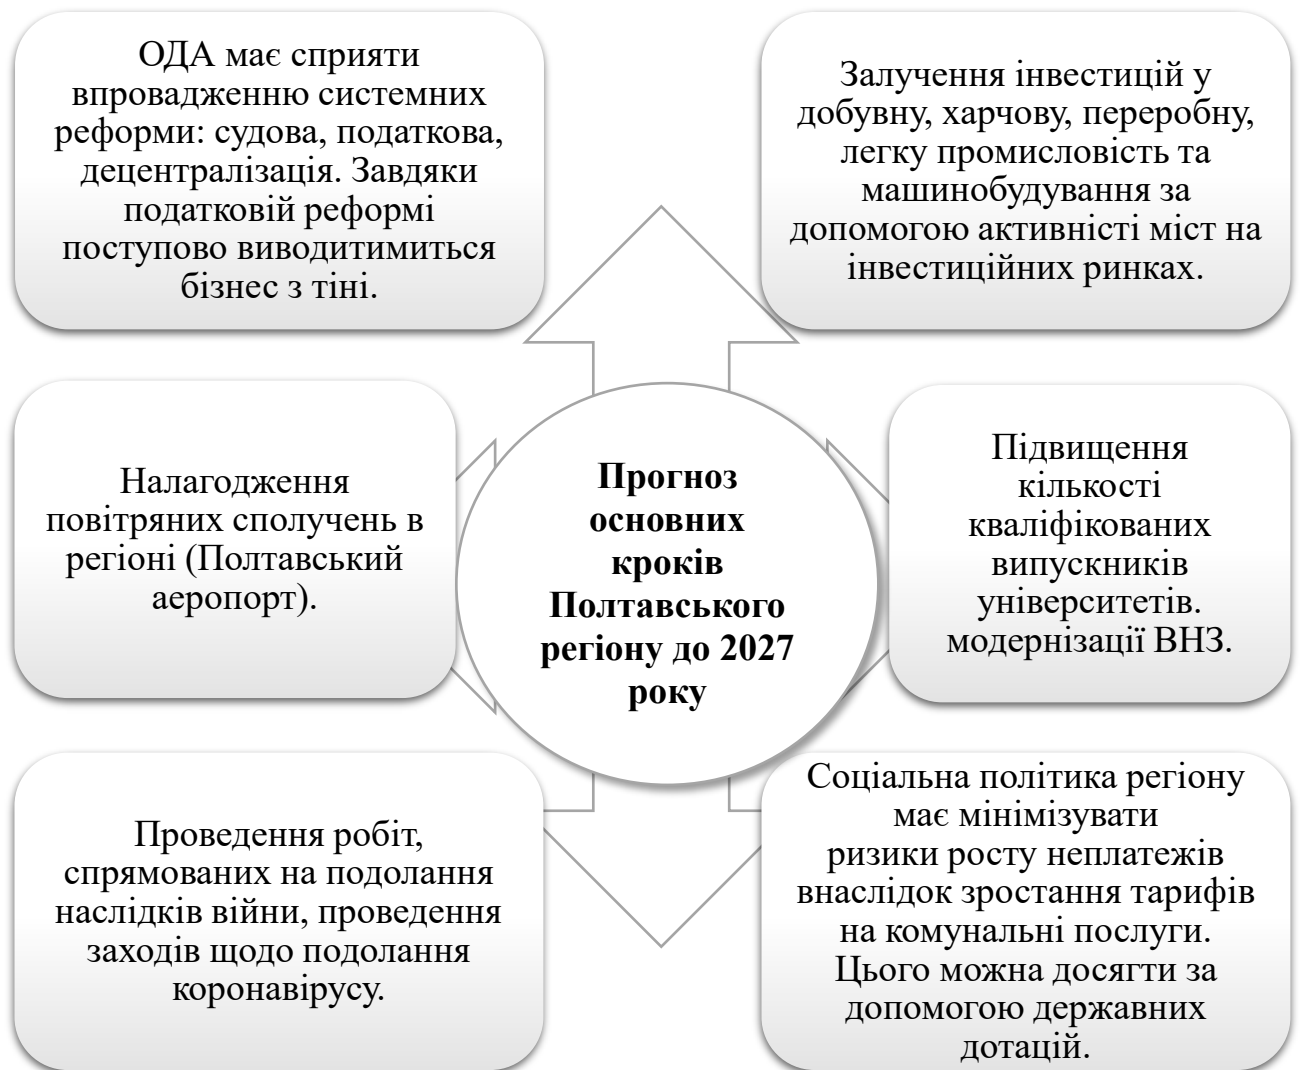 ОДА має сприяти
впровадженню системних
реформи: судова, податкова,
децентралізація. Завдяки
податковій реформі
поступово виводитимиться
бізнес з тіні.
Залучення інвестицій у
добувну, харчову, переробну,
легку промисловість та
машинобудування за
допомогою активністі міст на
інвестиційних ринках.
Налагодження
повітряних сполучень в
регіоні (Полтавський
аеропорт).
Прогноз
основних
кроків
Полтавського
регіону до 2027
року
Підвищення
кількості
кваліфікованих
випускників
університетів.
модернізації ВНЗ.
Проведення робіт,
спрямованих на подолання
наслідків війни, проведення
заходів щодо подолання
коронавірусу.
Соціальна політика регіону
має мінімізувати
ризики росту неплатежів
внаслідок зростання тарифів
на комунальні послуги.
Цього можна досягти за
допомогою державних
дотацій.